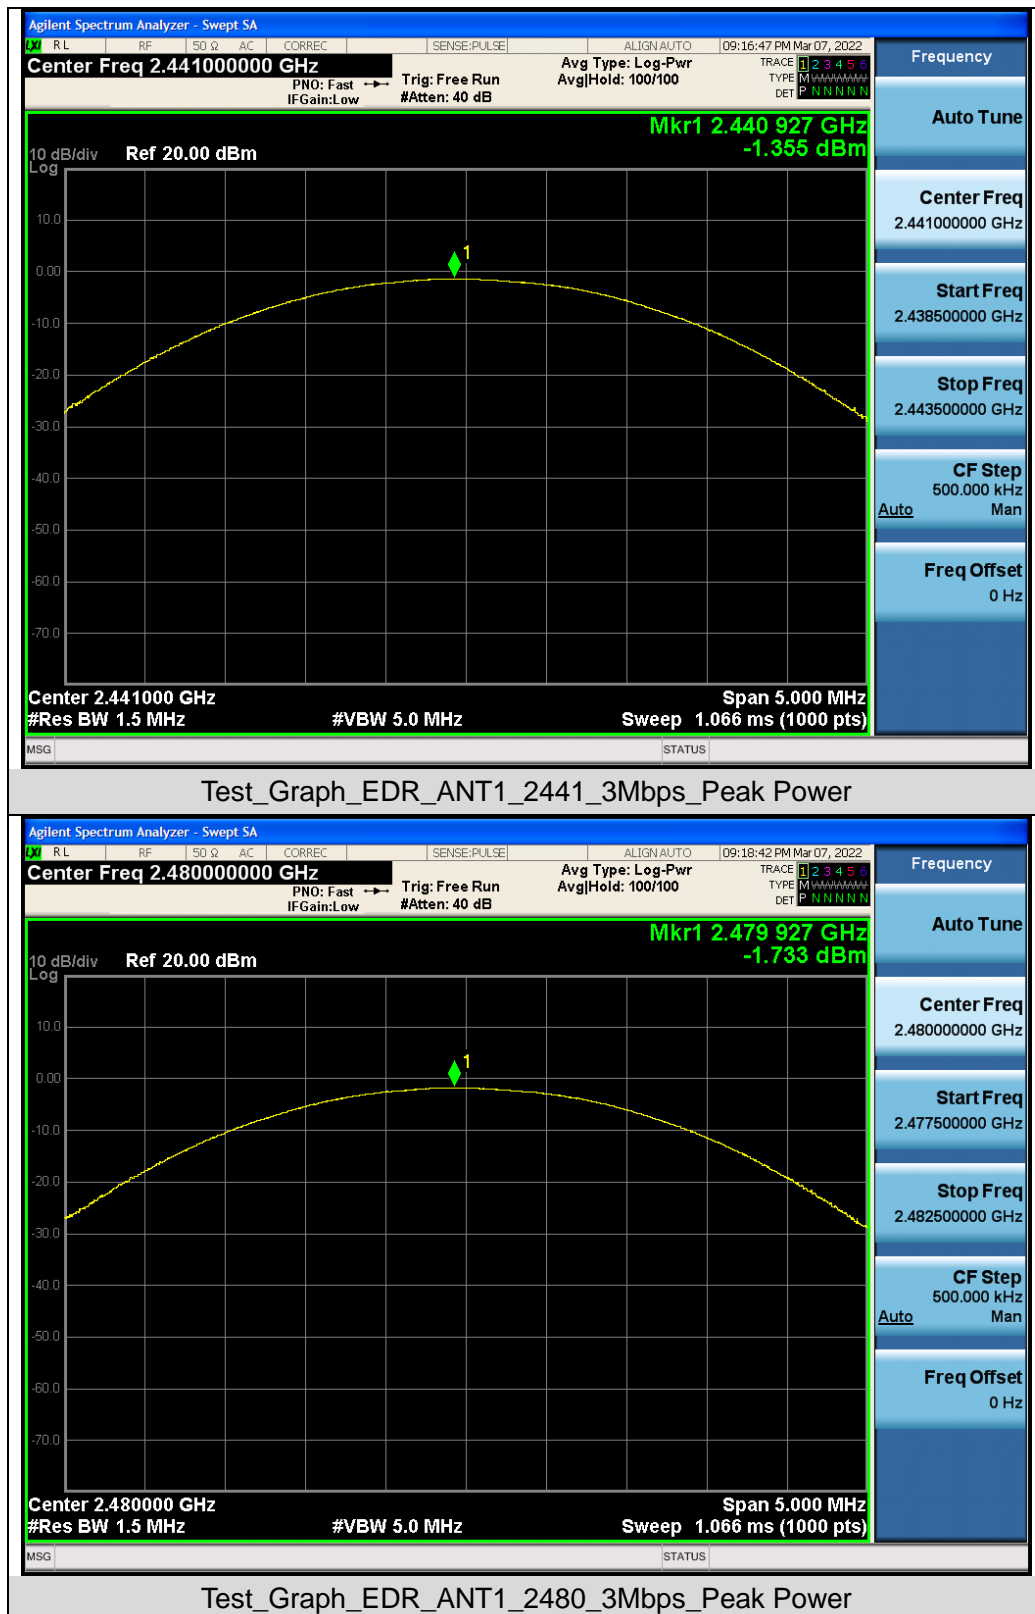 Agilent Spectrum Analyzer - Swept SA
LXI RL RF 50 Ω AC CORREC SENSE:PULSE ALIGN AUTO 09:16:47 PM Mar 07, 2022
Center Freq 2.441000000 GHz
PNO: Fast
IFGain:Low
Trig: Free Run
#Atten: 40 dB
Avg Type: Log-Pwr
Avg|Hold: 100/100
TRACE 1 2 3 4 5 6
TYPE M WWWWW
DET P N N N N N
Frequency
Auto Tune
Center Freq
2.441000000 GHz
Start Freq
2.438500000 GHz
Stop Freq
2.443500000 GHz
CF Step
500.000 kHz
Auto Man
Freq Offset
0 Hz
Mkr1 2.440 927 GHz
-1.355 dBm
10 dB/div Ref 20.00 dBm
Log
10.0
0.00
-10.0
-20.0
-30.0
-40.0
-50.0
-60.0
-70.0
1
Center 2.441000 GHz Span 5.000 MHz
#Res BW 1.5 MHz #VBW 5.0 MHz Sweep 1.066 ms (1000 pts)
MSG STATUS
Test_Graph_EDR_ANT1_2441_3Mbps_Peak Power
Agilent Spectrum Analyzer - Swept SA
LXI RL RF 50 Ω AC CORREC SENSE:PULSE ALIGN AUTO 09:18:42 PM Mar 07, 2022
Center Freq 2.480000000 GHz
PNO: Fast
IFGain:Low
Trig: Free Run
#Atten: 40 dB
Avg Type: Log-Pwr
Avg|Hold: 100/100
TRACE 1 2 3 4 5 6
TYPE M WWWWW
DET P N N N N N
Frequency
Auto Tune
Center Freq
2.480000000 GHz
Start Freq
2.477500000 GHz
Stop Freq
2.482500000 GHz
CF Step
500.000 kHz
Auto Man
Freq Offset
0 Hz
Mkr1 2.479 927 GHz
-1.733 dBm
10 dB/div Ref 20.00 dBm
Log
10.0
0.00
-10.0
-20.0
-30.0
-40.0
-50.0
-60.0
-70.0
1
Center 2.480000 GHz Span 5.000 MHz
#Res BW 1.5 MHz #VBW 5.0 MHz Sweep 1.066 ms (1000 pts)
MSG STATUS
Test_Graph_EDR_ANT1_2480_3Mbps_Peak Power